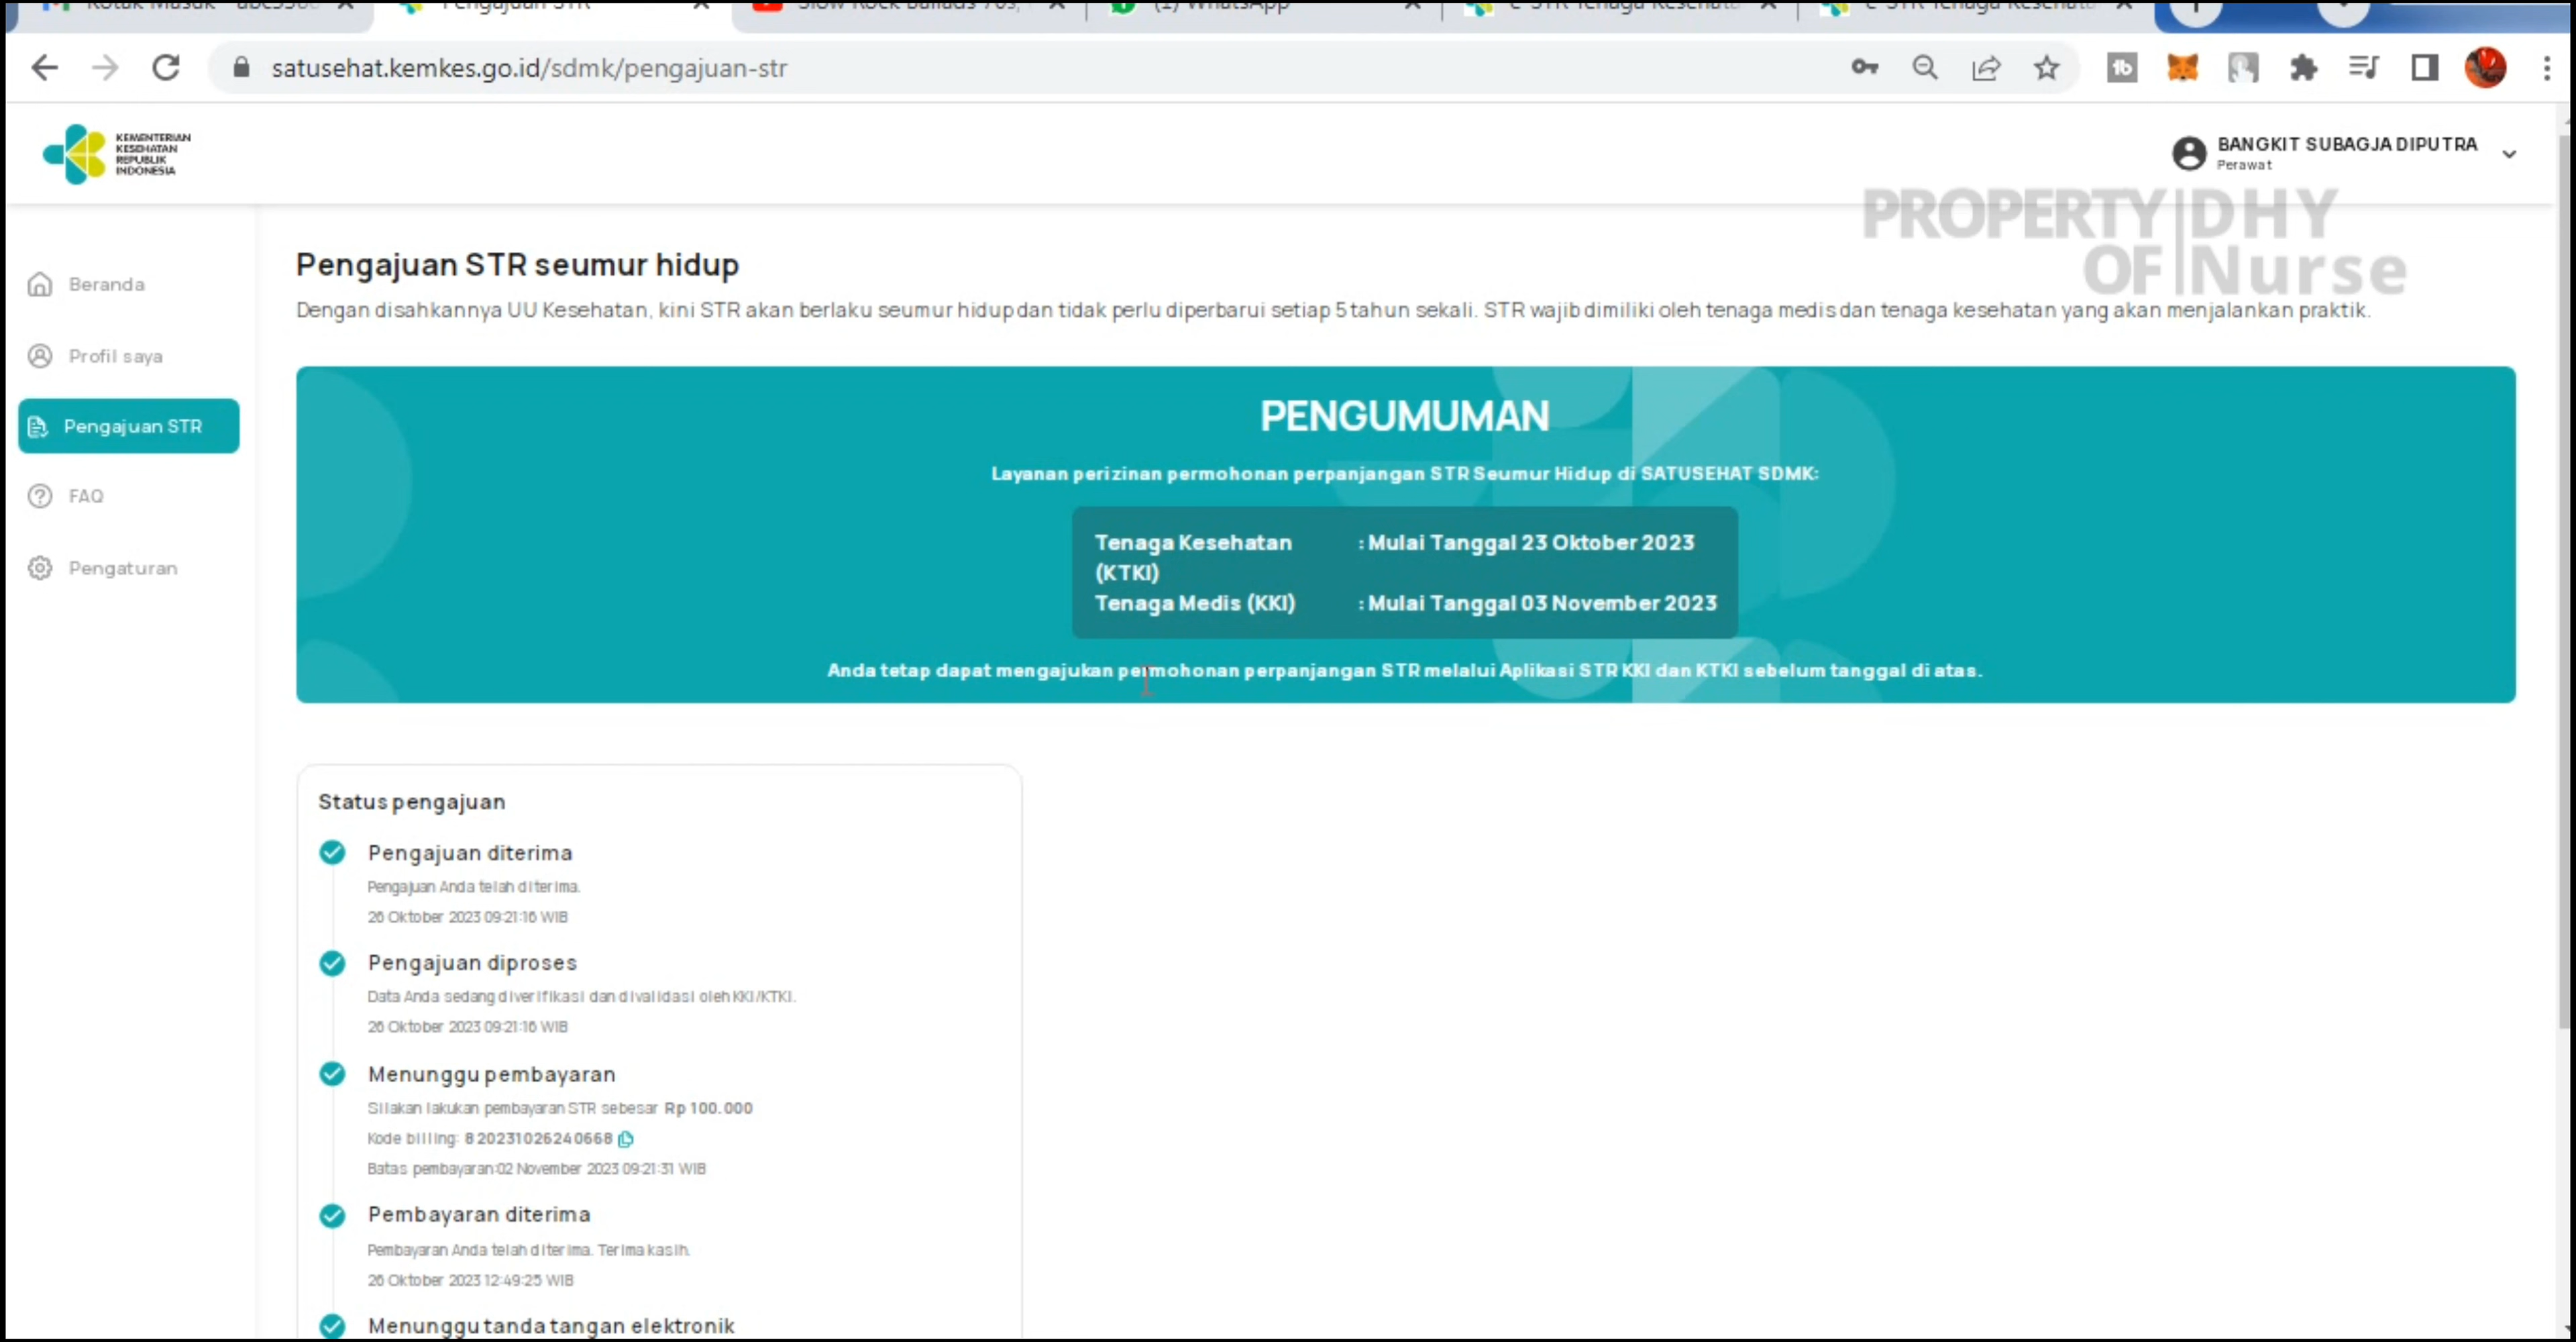 (1) WhatsApp
satusehat.kemkes.go.id/sdmk/pengajuan-str
KEMENTERIAN
KESEHATAN
REPUBLIK
INDONESIA
BANGKIT SUBAGJA DIPUTRA
Perawat
PROPERTY DHY
OF Nurse
Beranda
Profil saya
Pengajuan STR
FAQ
Pengaturan
Pengajuan STR seumur hidup
Dengan disahkannya UU Kesehatan, kini STR akan berlaku seumur hidup dan tidak perlu diperbarui setiap 5 tahun sekali. STR wajib dimiliki oleh tenaga medis dan tenaga kesehatan yang akan menjalankan praktik.
PENGUMUMAN
Layanan perizinan permohonan perpanjangan STR Seumur Hidup di SATUSEHAT SDMK:
Tenaga Kesehatan : Mulai Tanggal 23 Oktober 2023
(KTKI)
Tenaga Medis (KKI) : Mulai Tanggal 03 November 2023
Anda tetap dapat mengajukan permohonan perpanjangan STR melalui Aplikasi STR KKI dan KTKI sebelum tanggal di atas.
Status pengajuan
Pengajuan diterima
Pengajuan Anda telah diterima.
26 Oktober 2023 09:21:16 WIB
Pengajuan diproses
Data Anda sedang diverifikasi dan divalidasi oleh KKI/KTKI.
26 Oktober 2023 09:21:16 WIB
Menunggu pembayaran
Silakan lakukan pembayaran STR sebesar Rp 100.000
Kode billing: 820231026240668
Batas pembayaran:02 November 2023 09:21:31 WIB
Pembayaran diterima
Pembayaran Anda telah diterima. Terima kasih.
26 Oktober 2023 12:49:25 WIB
Menunggu tanda tangan elektronik